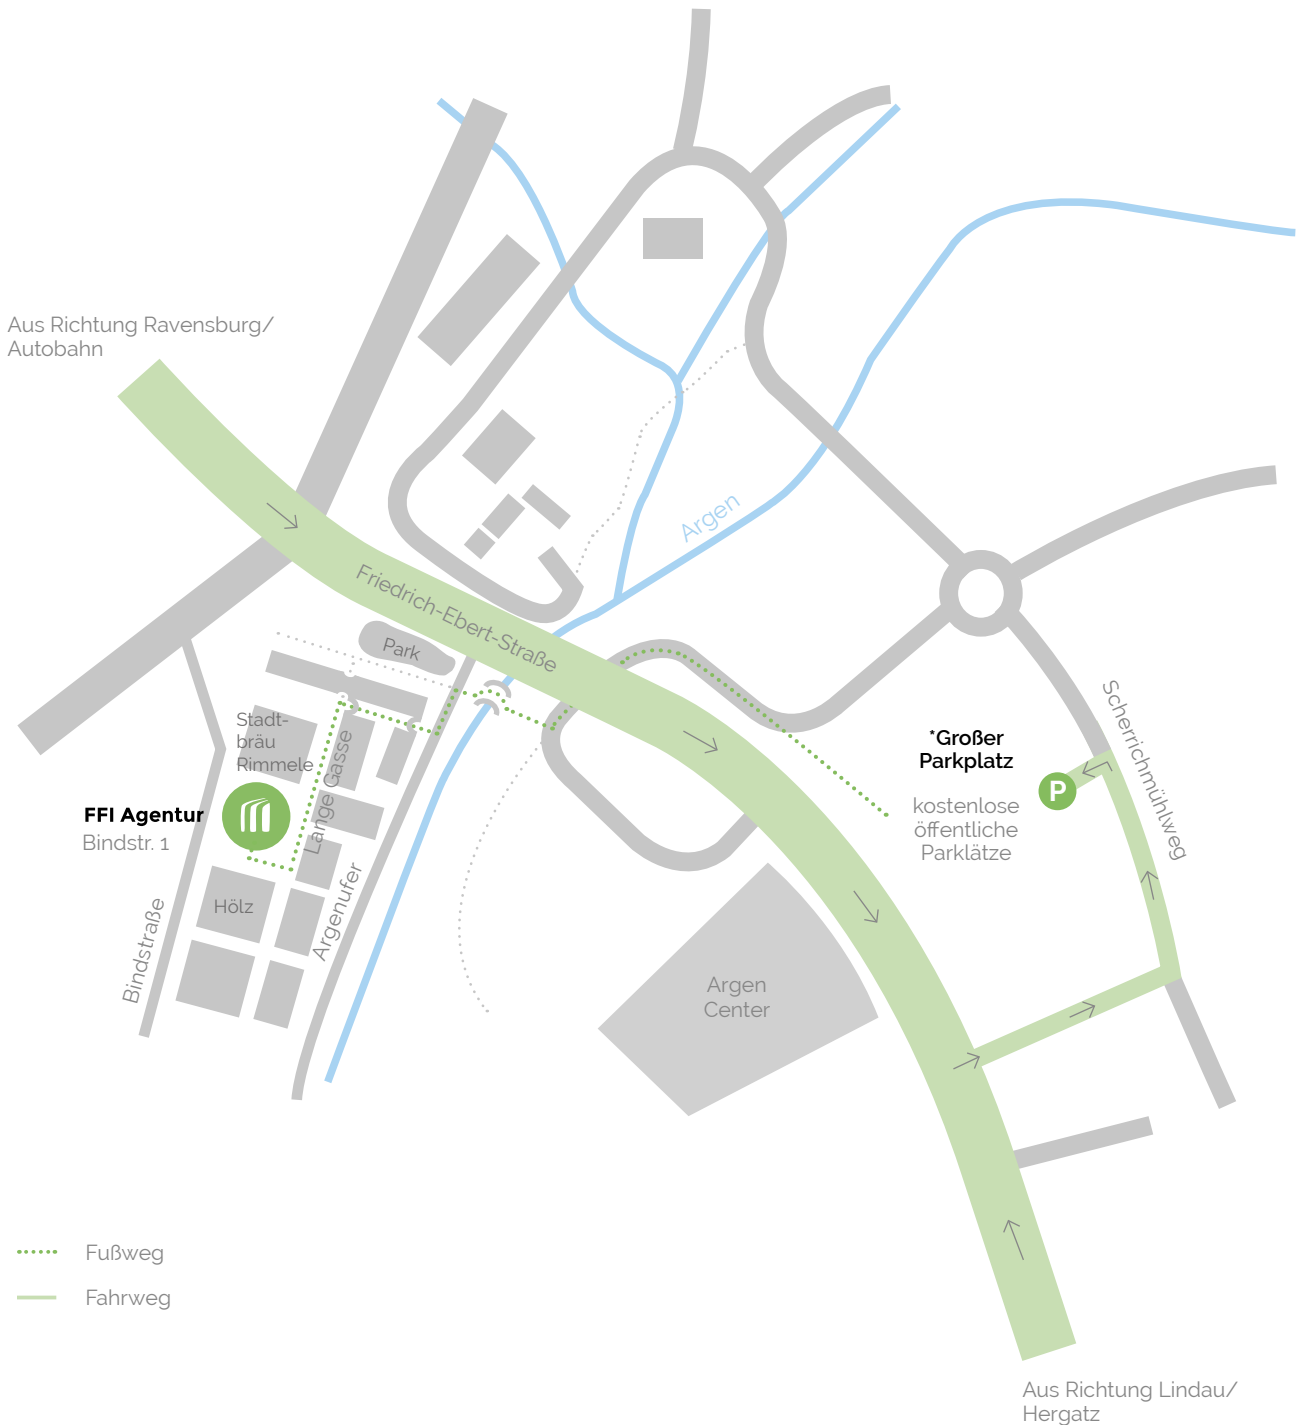 Aus Richtung Ravensburg/
Autobahn
Argen
Friedrich-Ebert-Straße
Park
Stadt-
bräu
Rimmele
Lange Gasse
FFI Agentur
Bindstr. 1
Hölz
Bindstraße
Argenufer
Scherrichmühlweg
*Großer
Parkplatz
P
kostenlose
öffentliche
Parklätze
Argen
Center
Fußweg
Fahrweg
Aus Richtung Lindau/
Hergatz